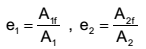 e₁ = A₁f / A₁ , e₂ = A₂f / A₂